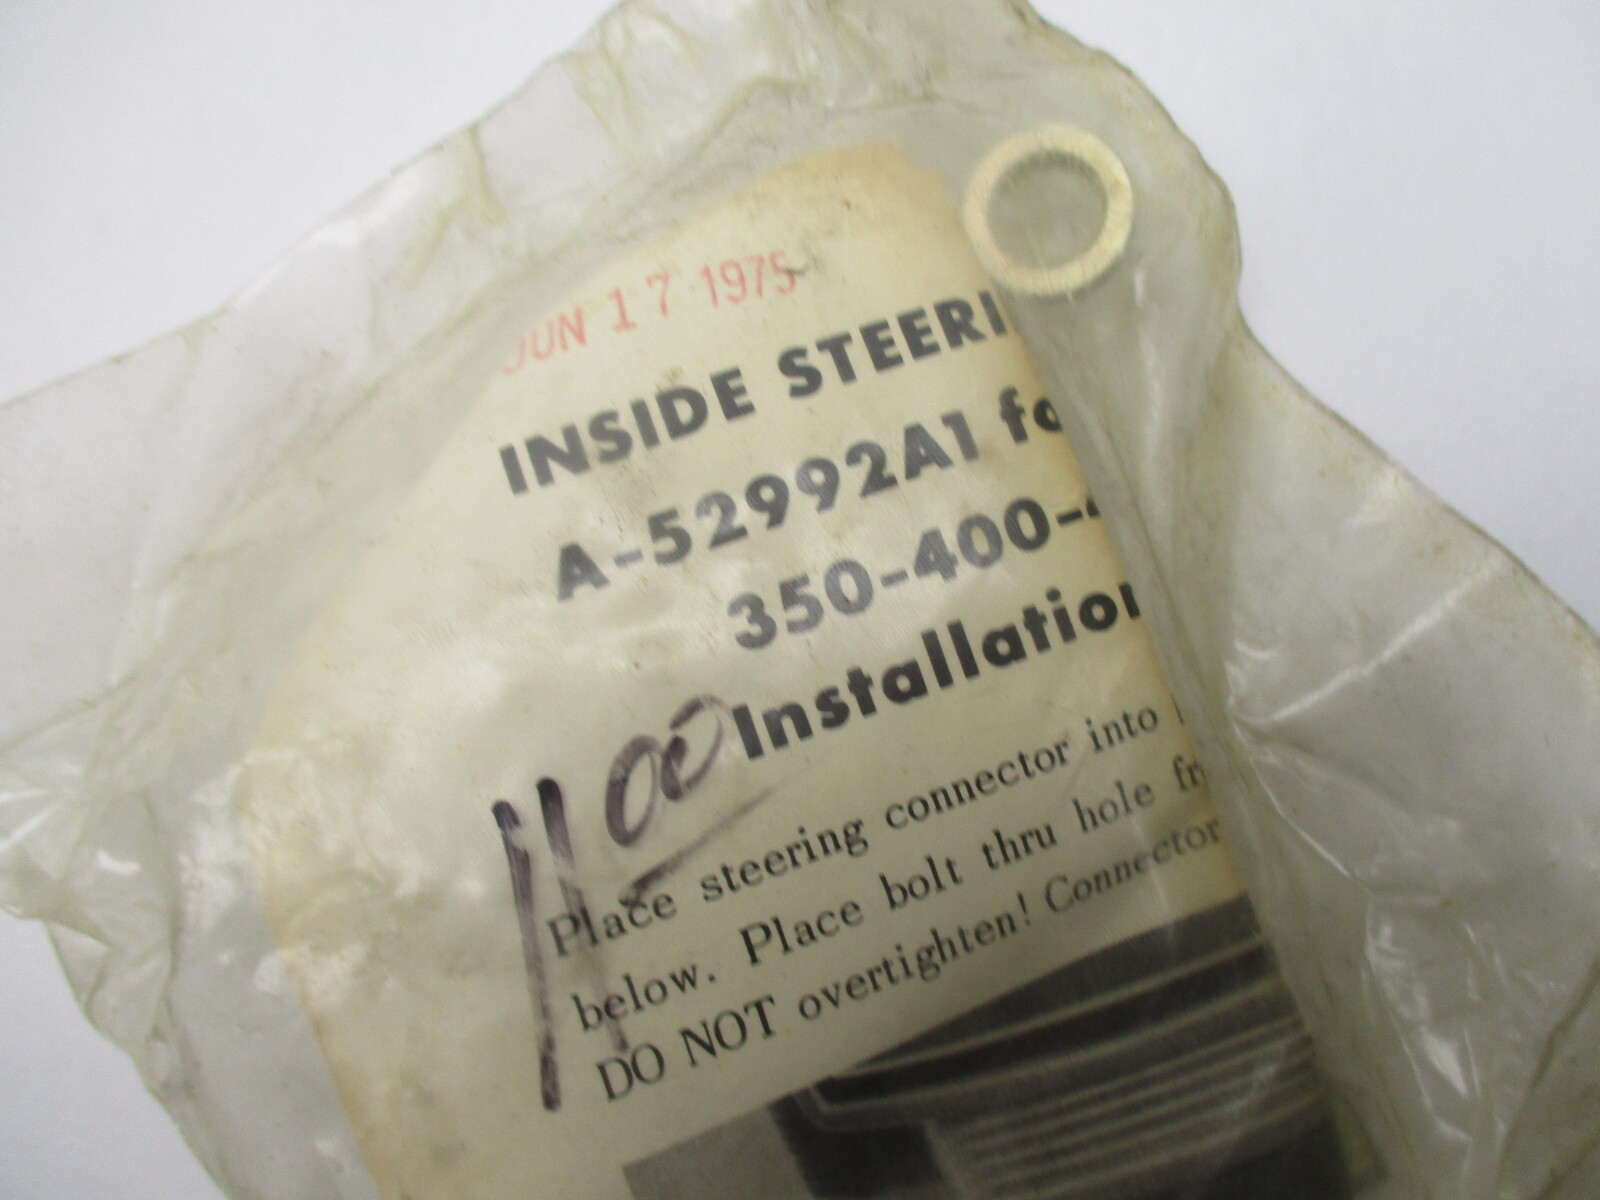 JUN 17 1975
INSIDE STEERI
A-52992A1 fo
350-400-
Installation
11 00
Place steering connector into
below. Place bolt thru hole fr
DO NOT overtighten! Connector